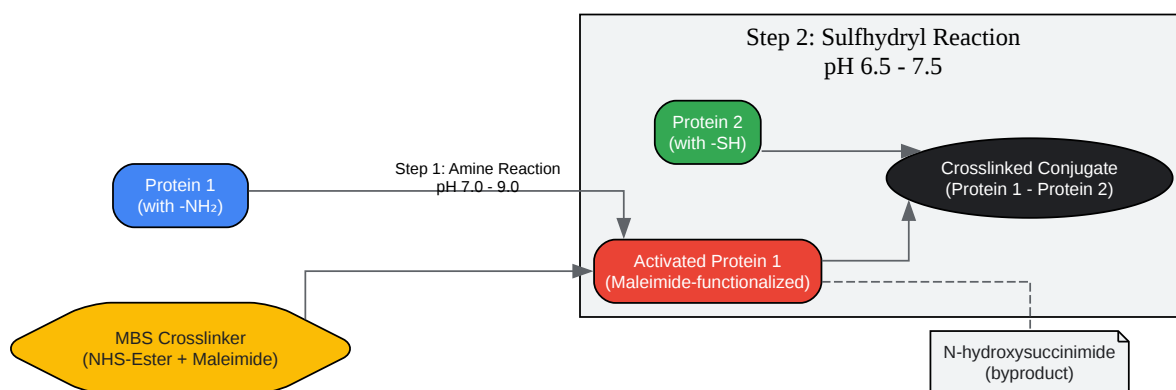 Step 2: Sulfhydryl Reaction
pH 6.5 - 7.5
Protein 2
(with -SH)
Step 1: Amine Reaction
pH 7.0 - 9.0
Protein 1
(with -NH₂)
Crosslinked Conjugate
(Protein 1 - Protein 2)
Activated Protein 1
(Maleimide-functionalized)
MBS Crosslinker
(NHS-Ester + Maleimide)
N-hydroxysuccinimide
(byproduct)